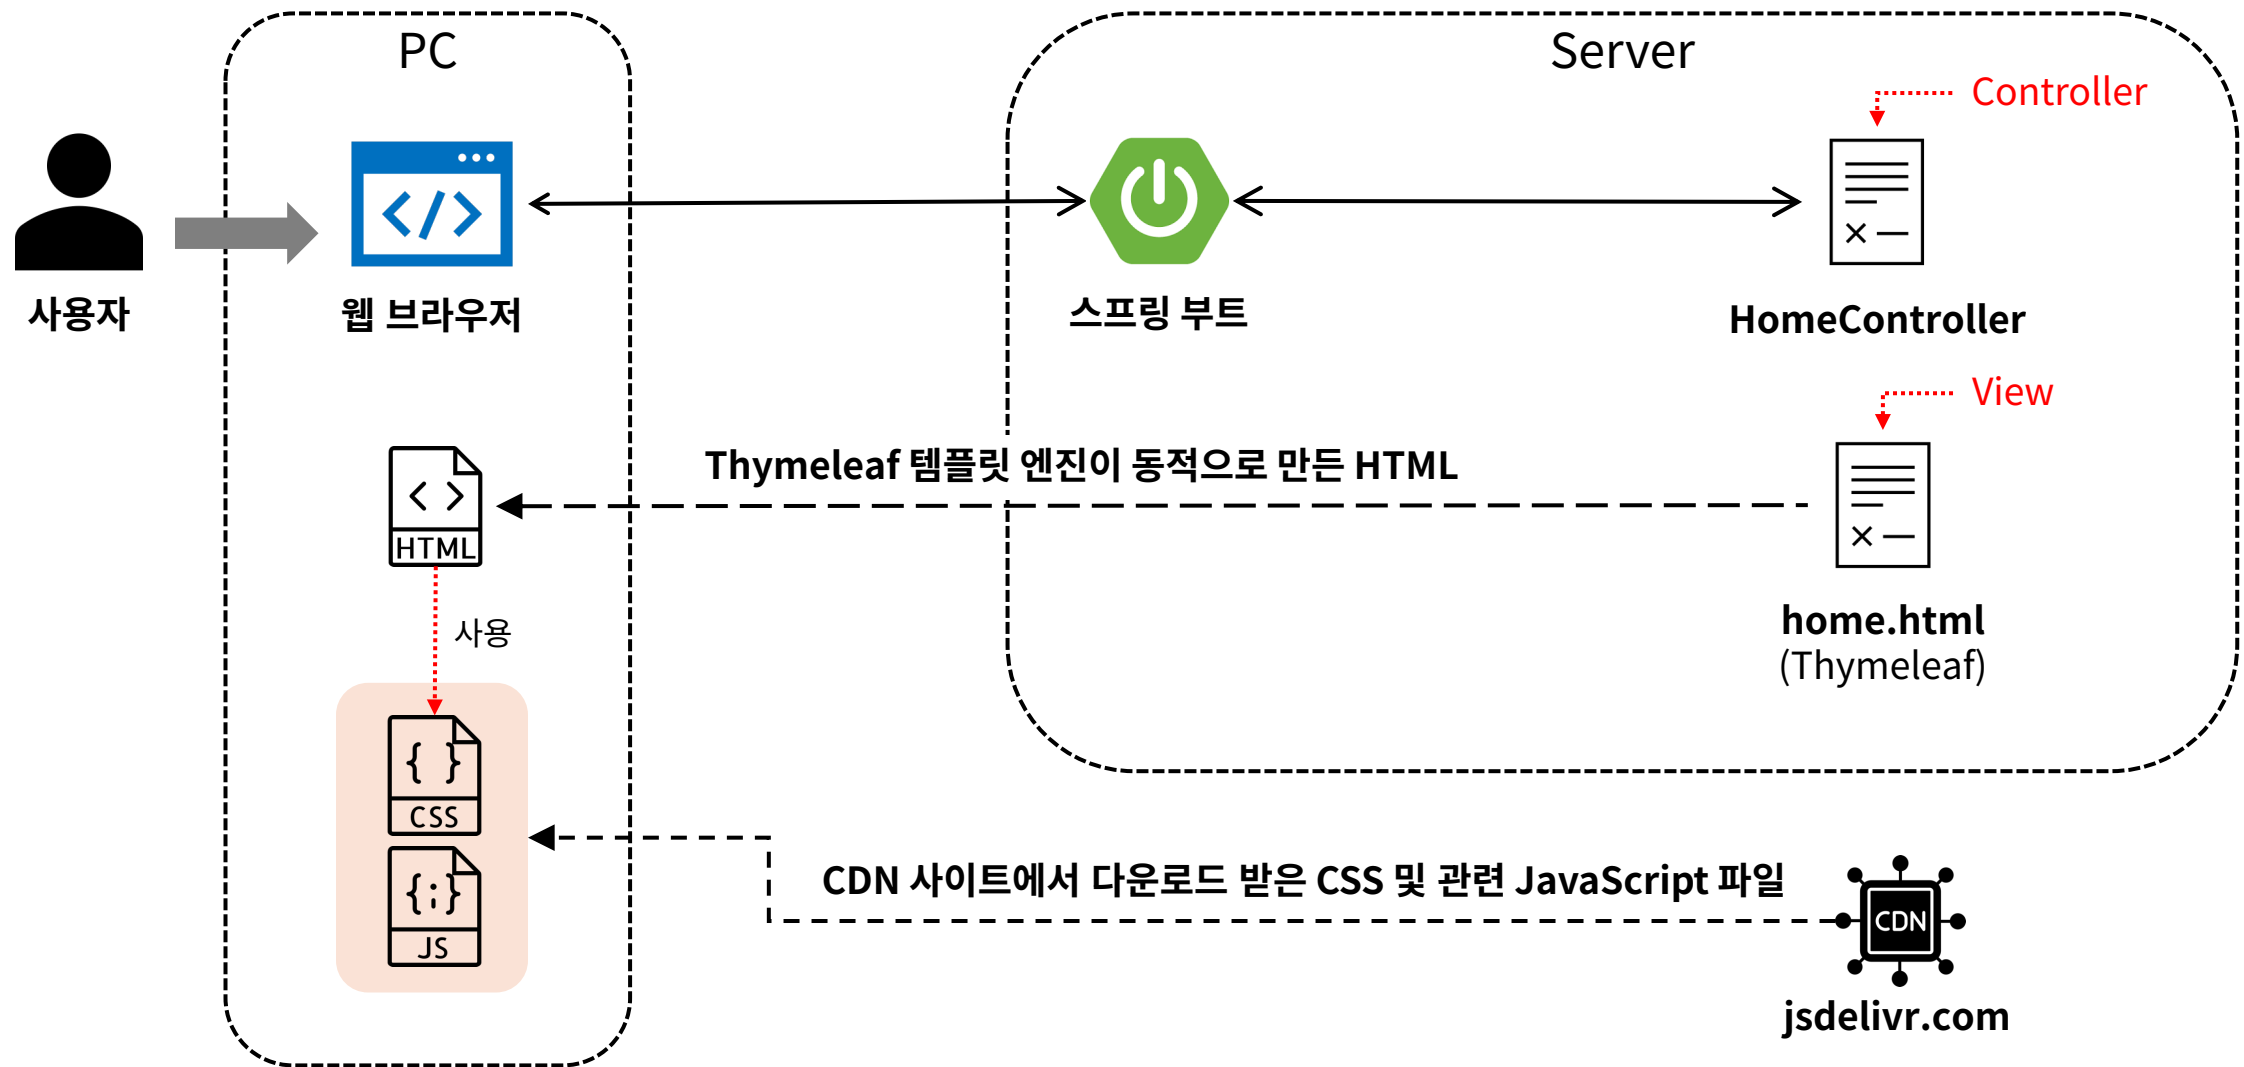 PC
Server
Controller
사용자
웹 브라우저
스프링 부트
HomeController
View
Thymeleaf 템플릿 엔진이 동적으로 만든 HTML
HTML
사용
home.html
(Thymeleaf)
CSS
JS
CDN 사이트에서 다운로드 받은 CSS 및 관련 JavaScript 파일
CDN
jsdelivr.com